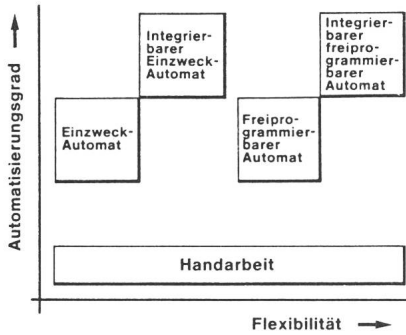 Automatisierungsgrad
Integrier-
barer
Einzweck-
Automat
Integrier-
barer
freipro-
grammier-
barer
Automat
Einzweck-
Automat
Freipro-
grammier-
barer
Automat
Handarbeit
Flexibilität